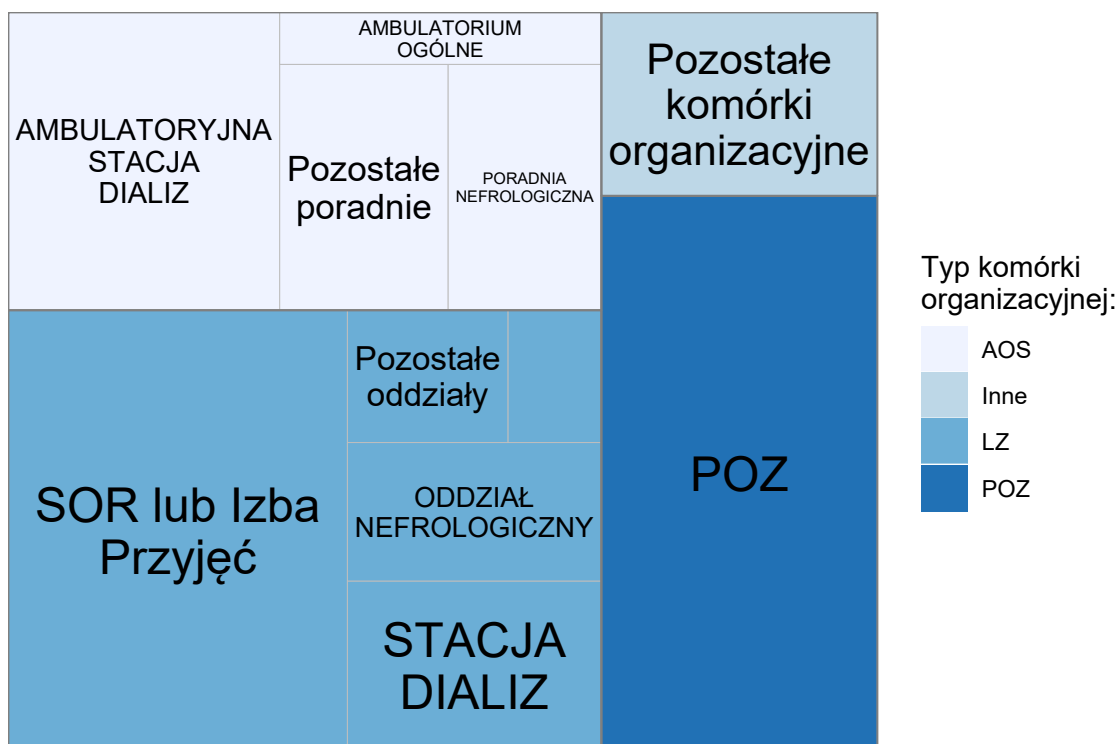 AMBULATORIUM
OGÓLNE
AMBULATORYJNA
STACJA
DIALIZ
Pozostałe
poradnie
PORADNIA
NEFROLOGICZNA
Pozostałe
komórki
organizacyjne
SOR lub Izba
Przyjęć
Pozostałe
oddziały
ODDZIAŁ
NEFROLOGICZNY
STACJA
DIALIZ
POZ
Typ komórki
organizacyjnej:
AOS
Inne
LZ
POZ